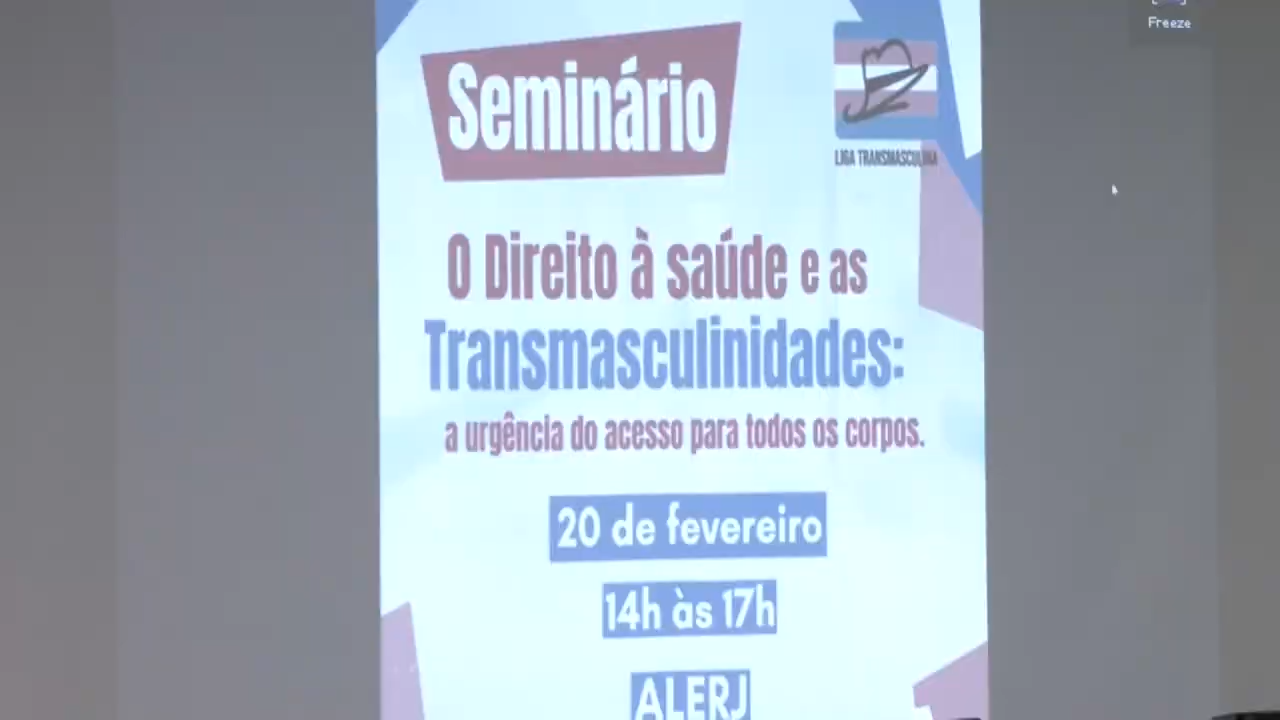 Freeze
Seminário
LIGA TRANSMASCULINA
O Direito à saúde e as
Transmasculinidades:
a urgência do acesso para todos os corpos.
20 de fevereiro
14h às 17h
ALERJ